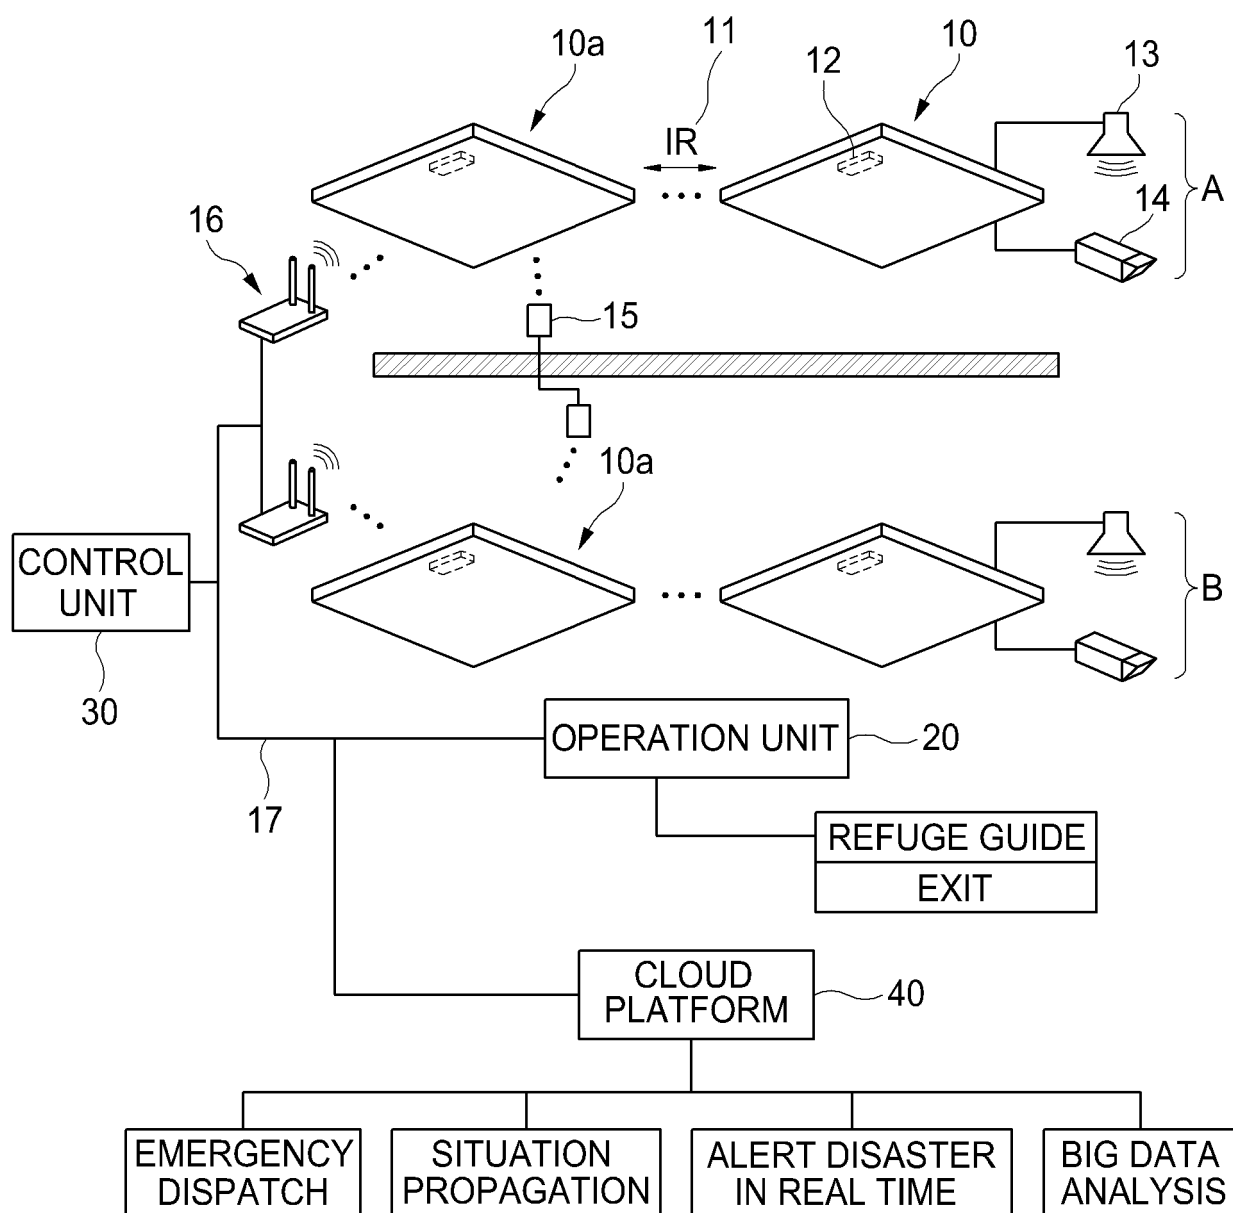 11
10a
10
13
12
IR
14
A
16
15
10a
CONTROL
UNIT
B
30
OPERATION UNIT
20
17
REFUGE GUIDE
EXIT
CLOUD
PLATFORM
40
EMERGENCY
DISPATCH
SITUATION
PROPAGATION
ALERT DISASTER
IN REAL TIME
BIG DATA
ANALYSIS